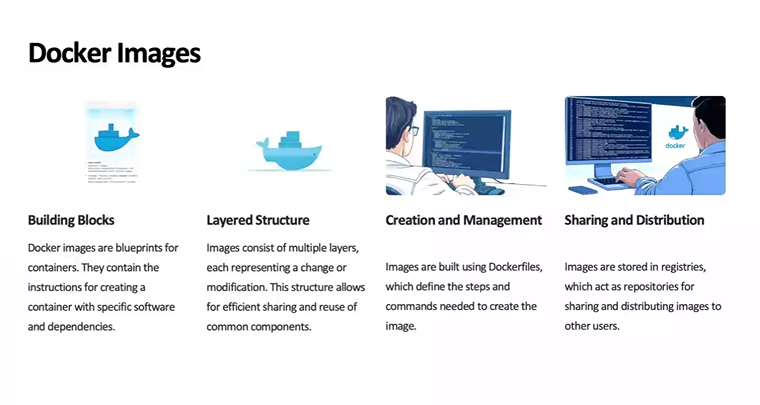 Docker Images
Building Blocks
Docker images are blueprints for
containers. They contain the
instructions for creating a
container with specific software
and dependencies.
Layered Structure
Images consist of multiple layers,
each representing a change or
modification. This structure allows
for efficient sharing and reuse of
common components.
Creation and Management
Images are built using Dockerfiles,
which define the steps and
commands needed to create the
image.
docker
Sharing and Distribution
Images are stored in registries,
which act as repositories for
sharing and distributing images to
other users.